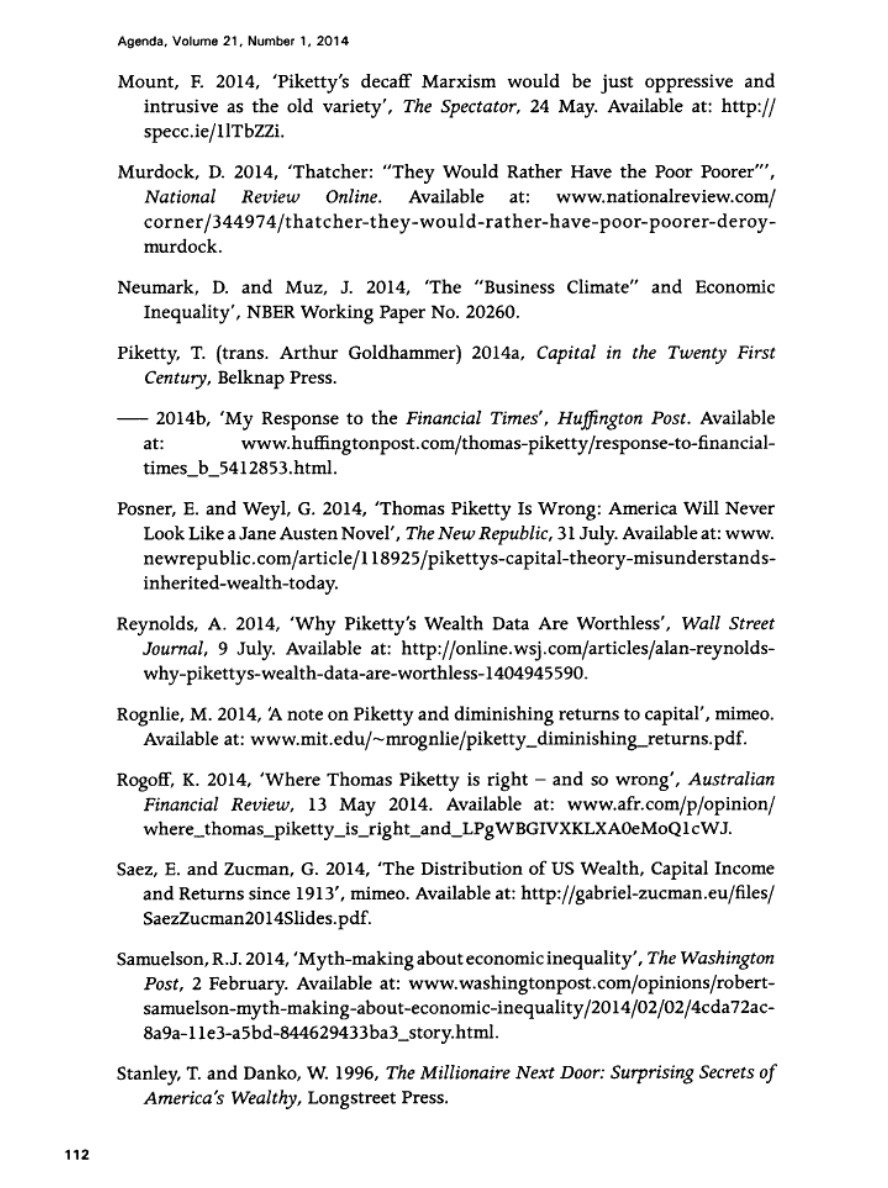 Agenda, Volume 21, Number 1, 2014
Mount, F. 2014, ‘Piketty’s decaff Marxism would be just oppressive and
intrusive as the old variety’, The Spectator, 24 May. Available at: http://
specc.ie/1lTbZZi.
Murdock, D. 2014, ‘Thatcher: “They Would Rather Have the Poor Poorer”’,
National Review Online. Available at: www.nationalreview.com/
corner/344974/thatcher-they-would-rather-have-poor-poorer-deroy-
murdock.
Neumark, D. and Muz, J. 2014, ‘The “Business Climate” and Economic
Inequality’, NBER Working Paper No. 20260.
Piketty, T. (trans. Arthur Goldhammer) 2014a, Capital in the Twenty First
Century, Belknap Press.
—— 2014b, ‘My Response to the Financial Times’, Huffington Post. Available
at: www.huffingtonpost.com/thomas-piketty/response-to-financial-
times_b_5412853.html.
Posner, E. and Weyl, G. 2014, ‘Thomas Piketty Is Wrong: America Will Never
Look Like a Jane Austen Novel’, The New Republic, 31 July. Available at: www.
newrepublic.com/article/118925/pikettys-capital-theory-misunderstands-
inherited-wealth-today.
Reynolds, A. 2014, ‘Why Piketty’s Wealth Data Are Worthless’, Wall Street
Journal, 9 July. Available at: http://online.wsj.com/articles/alan-reynolds-
why-pikettys-wealth-data-are-worthless-1404945590.
Rognlie, M. 2014, ‘A note on Piketty and diminishing returns to capital’, mimeo.
Available at: www.mit.edu/~mrognlie/piketty_diminishing_returns.pdf.
Rogoff, K. 2014, ‘Where Thomas Piketty is right – and so wrong’, Australian
Financial Review, 13 May 2014. Available at: www.afr.com/p/opinion/
where_thomas_piketty_is_right_and_LPgWBGIVXKLXA0eMoQ1cWJ.
Saez, E. and Zucman, G. 2014, ‘The Distribution of US Wealth, Capital Income
and Returns since 1913’, mimeo. Available at: http://gabriel-zucman.eu/files/
SaezZucman2014Slides.pdf.
Samuelson, R.J. 2014, ‘Myth-making about economic inequality’, The Washington
Post, 2 February. Available at: www.washingtonpost.com/opinions/robert-
samuelson-myth-making-about-economic-inequality/2014/02/02/4cda72ac-
8a9a-11e3-a5bd-844629433ba3_story.html.
Stanley, T. and Danko, W. 1996, The Millionaire Next Door: Surprising Secrets of
America’s Wealthy, Longstreet Press.
112